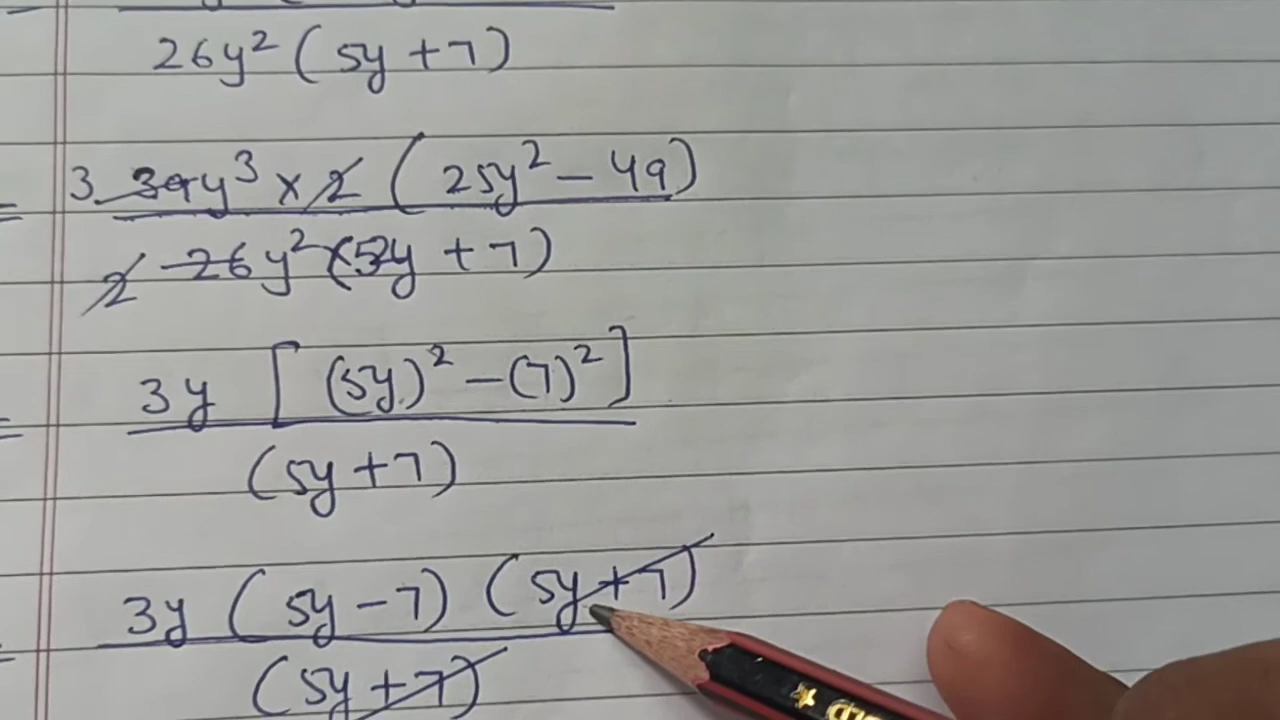 26y² (5y + 7)
= 3 39y³ × 2 ( 25y² - 49)
2 26y² (5y + 7)
= 3y [ (5y)² - (7)² ]
(5y + 7)
3y ( 5y - 7) (5y + 7)
(5y + 7)